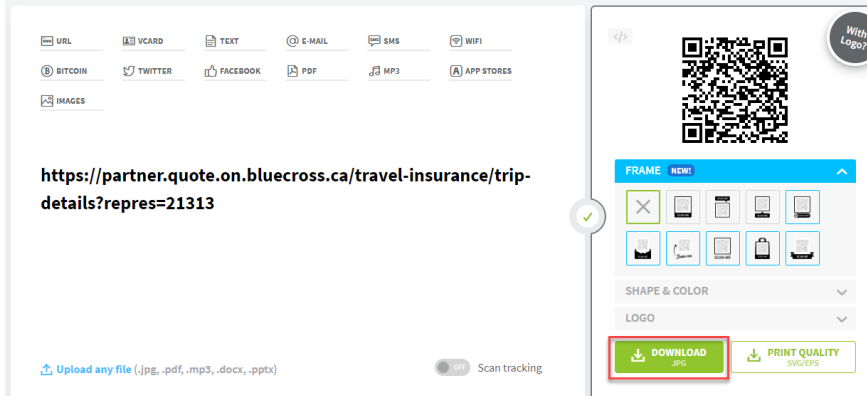 URL VCARD TEXT E-MAIL SMS WIFI
BITCOIN TWITTER FACEBOOK PDF MP3 APP STORES
IMAGES
https://partner.quote.on.bluecross.ca/travel-insurance/trip-
details?repres=21313
Upload any file (.jpg, .pdf, .mp3, .docx, .pptx)
OFF Scan tracking
With
Logo?
FRAME NEW!
SCAN ME
SHAPE & COLOR
LOGO
DOWNLOAD
JPG
PRINT QUALITY
SVG/EPS